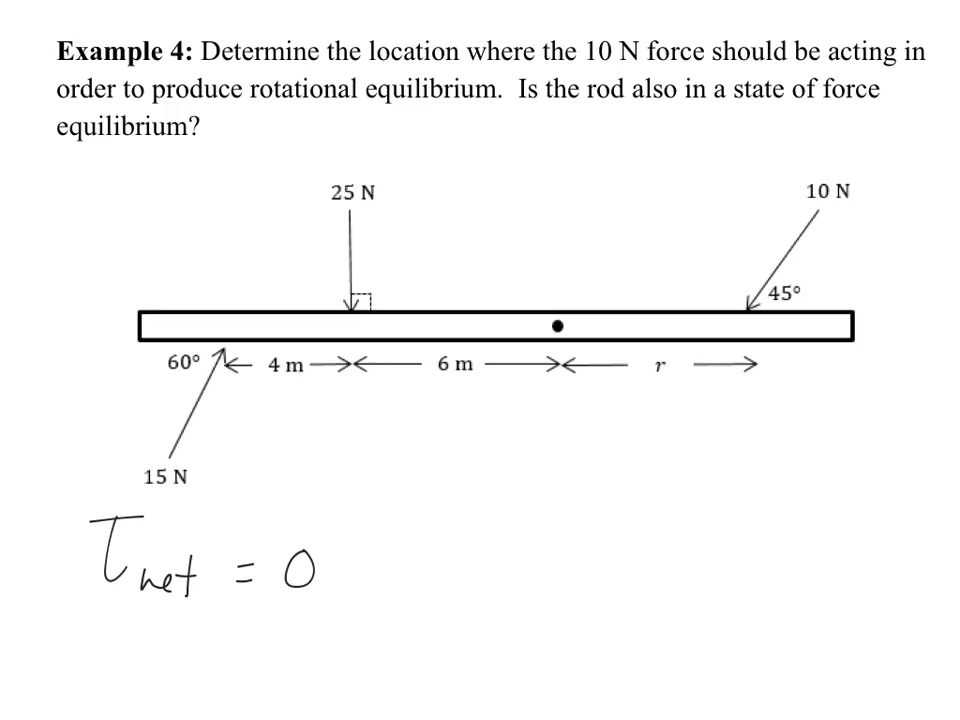 Example 4: Determine the location where the 10 N force should be acting in
order to produce rotational equilibrium.  Is the rod also in a state of force
equilibrium?
25 N
10 N
45°
60°
4 m
6 m
r
15 N
τnet = 0